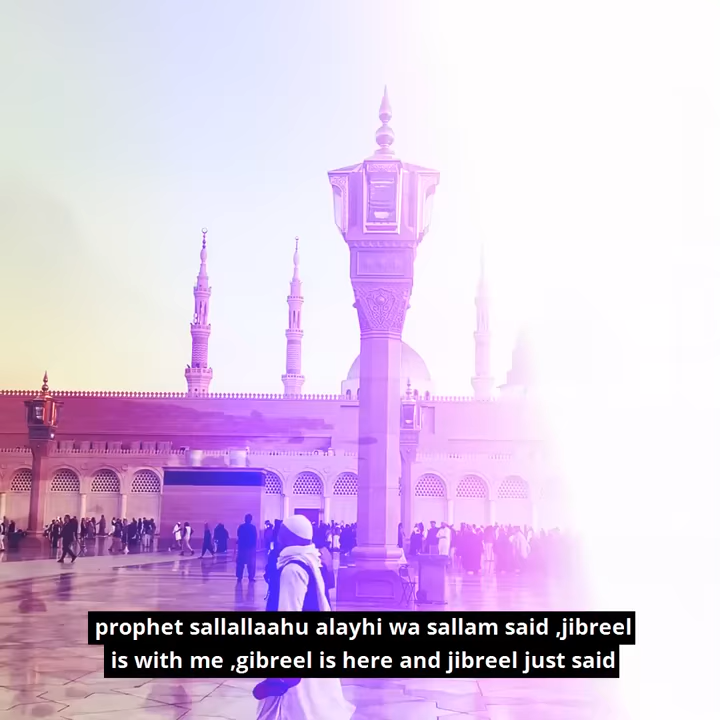 prophet sallallaahu alayhi wa sallam said ,jibreel
is with me ,gibreel is here and jibreel just said